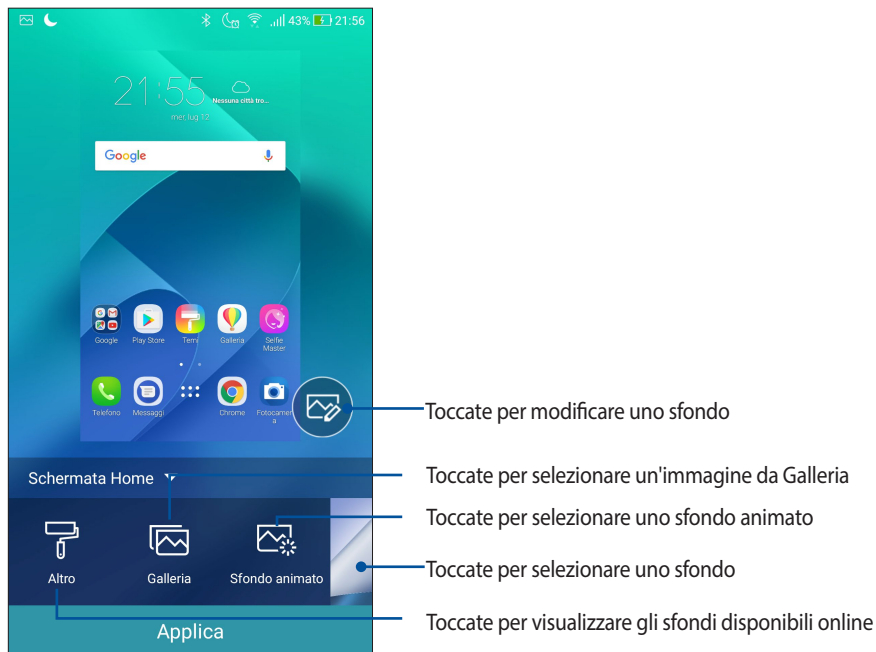 43% 21:56
21:55
Nessuna città tro...
mer, lug 12
Google
Google Play Store Temi Galleria Selfie Master
Telefono Messaggi Chrome Fotocamera
Toccate per modificare uno sfondo
Schermata Home
Toccate per selezionare un'immagine da Galleria
Toccate per selezionare uno sfondo animato
Altro Galleria Sfondo animato
Toccate per selezionare uno sfondo
Toccate per visualizzare gli sfondi disponibili online
Applica